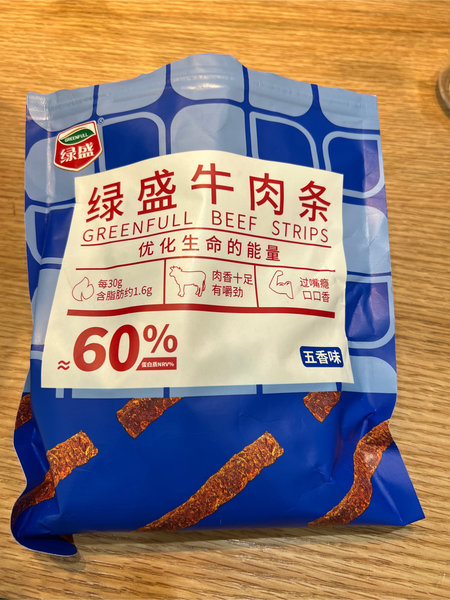 GREENFULL
绿盛
®
绿盛牛肉条
GREENFULL BEEF STRIPS
优化生命的能量
每30g
含脂肪约1.6g
肉香十足
有嚼劲
过嘴瘾
口口香
≈60%
蛋白质NRV%
五香味